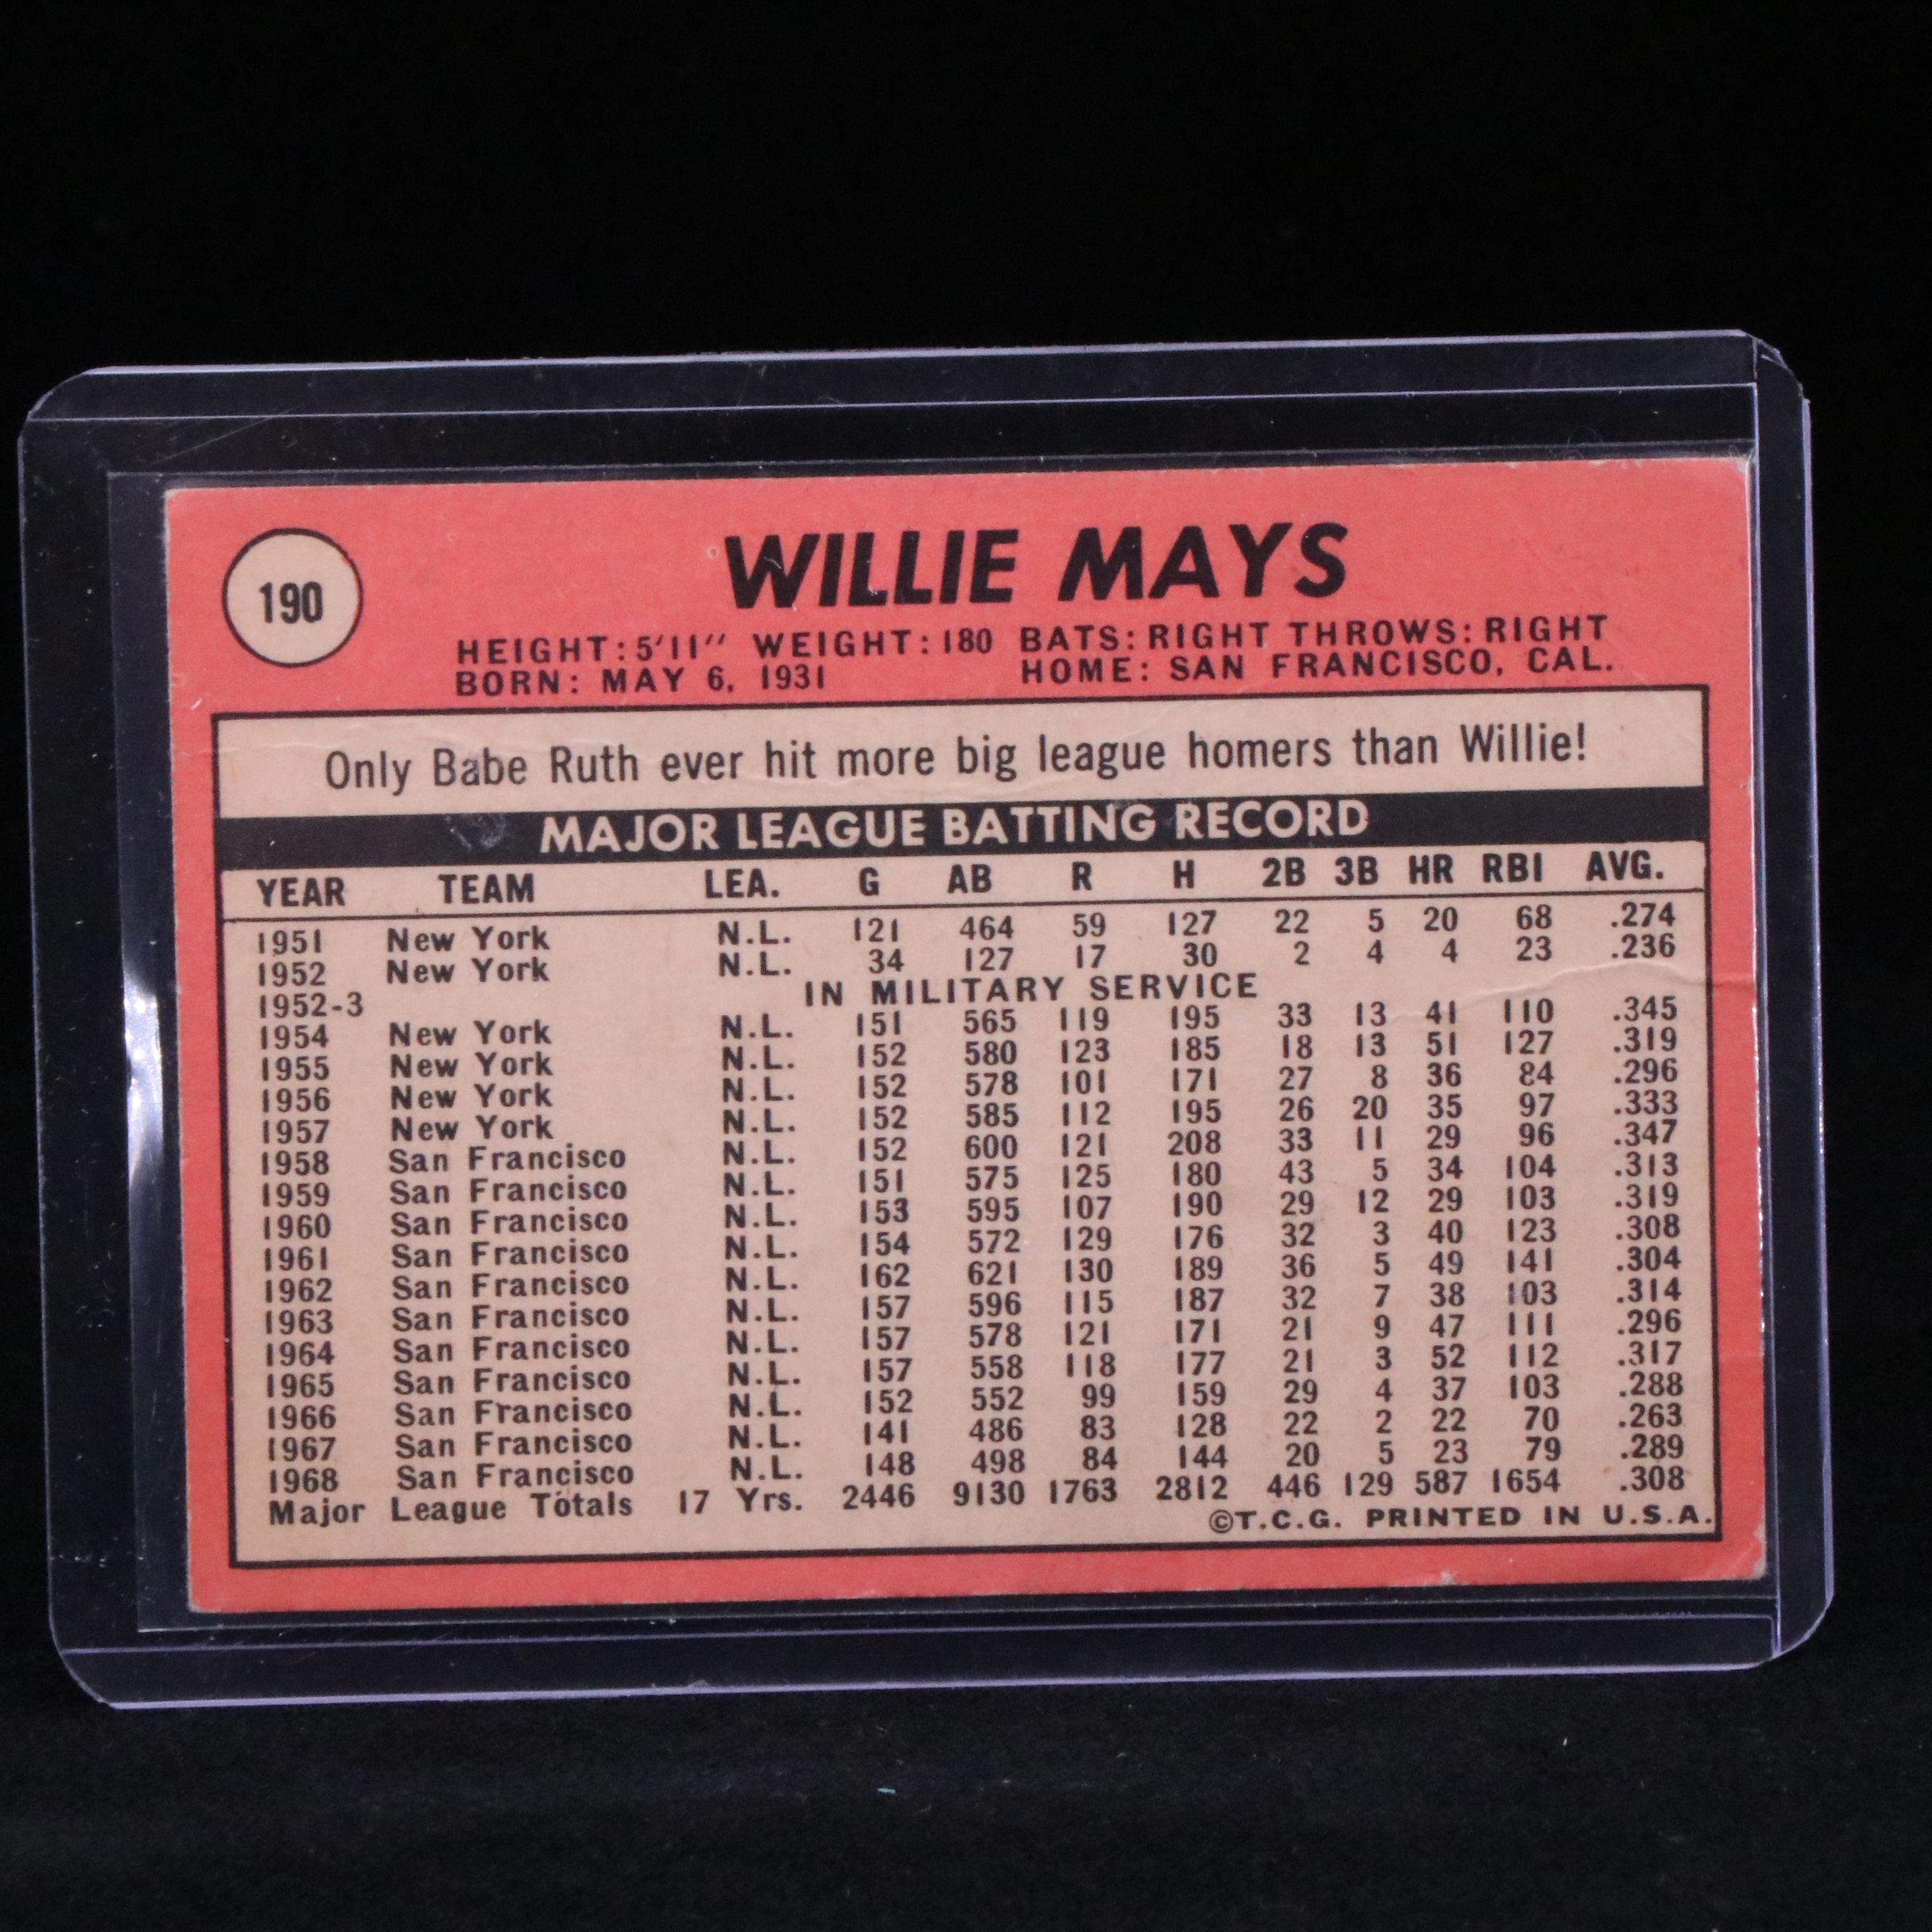 190
WILLIE MAYS
HEIGHT: 5'11" WEIGHT: 180 BATS: RIGHT THROWS: RIGHT
BORN: MAY 6, 1931 HOME: SAN FRANCISCO, CAL.
Only Babe Ruth ever hit more big league homers than Willie!
MAJOR LEAGUE BATTING RECORD
YEAR TEAM LEA. G AB R H 2B 3B HR RBI AVG.
1951 New York N.L. 121 464 59 127 22 5 20 68 .274
1952 New York N.L. 34 127 17 30 2 4 4 23 .236
1952-3 IN MILITARY SERVICE
1954 New York N.L. 151 565 119 195 33 13 41 110 .345
1955 New York N.L. 152 580 123 185 18 13 51 127 .319
1956 New York N.L. 152 578 101 171 27 8 36 84 .296
1957 New York N.L. 152 585 112 195 26 20 35 97 .333
1958 San Francisco N.L. 152 600 121 208 33 11 29 96 .347
1959 San Francisco N.L. 151 575 125 180 43 5 34 104 .313
1960 San Francisco N.L. 153 595 107 190 29 12 29 103 .319
1961 San Francisco N.L. 154 572 129 176 32 3 40 123 .308
1962 San Francisco N.L. 162 621 130 189 36 5 49 141 .304
1963 San Francisco N.L. 157 596 115 187 32 7 38 103 .314
1964 San Francisco N.L. 157 578 121 171 21 9 47 111 .296
1965 San Francisco N.L. 157 558 118 177 21 3 52 112 .317
1966 San Francisco N.L. 152 552 99 159 29 4 37 103 .288
1967 San Francisco N.L. 141 486 83 128 22 2 22 70 .263
1968 San Francisco N.L. 148 498 84 144 20 5 23 79 .289
Major League Totals 17 Yrs. 2446 9130 1763 2812 446 129 587 1654 .308
©T.C.G. PRINTED IN U.S.A.